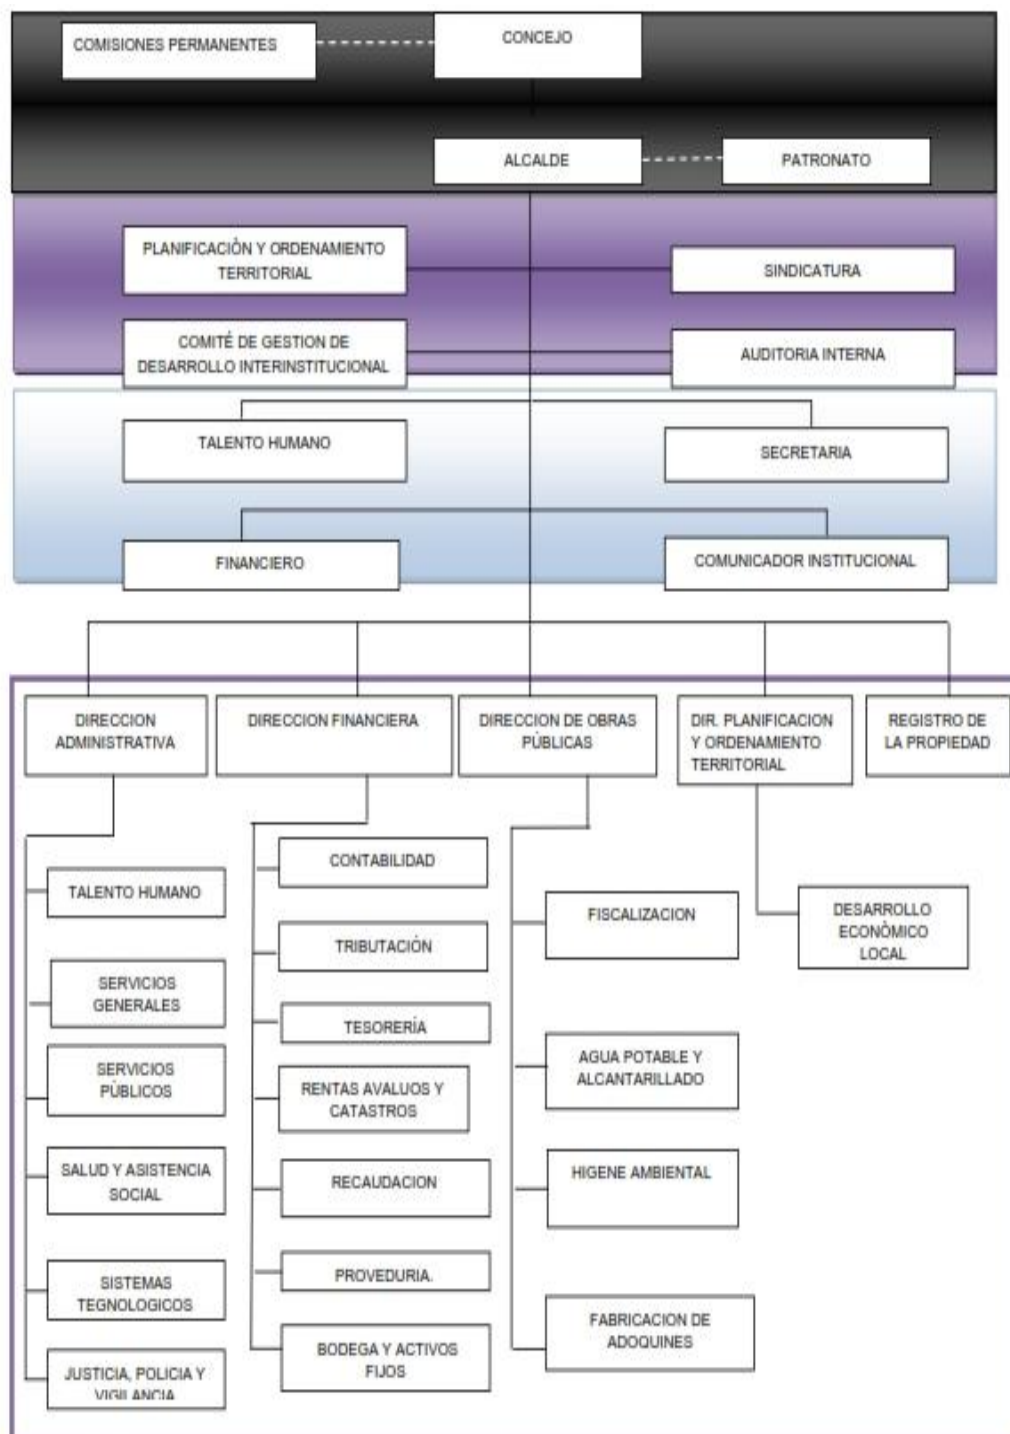 COMISIONES PERMANENTES
CONCEJO
ALCALDE
PATRONATO
PLANIFICACIÒN Y ORDENAMIENTO
TERRITORIAL
SINDICATURA
COMITÉ DE GESTION DE
DESARROLLO INTERINSTITUCIONAL
AUDITORIA INTERNA
TALENTO HUMANO
SECRETARIA
FINANCIERO
COMUNICADOR INSTITUCIONAL
DIRECCION
ADMINISTRATIVA
DIRECCION FINANCIERA
DIRECCION DE OBRAS
PÚBLICAS
DIR. PLANIFICACION
Y ORDENAMIENTO
TERRITORIAL
REGISTRO DE
LA PROPIEDAD
TALENTO HUMANO
SERVICIOS
GENERALES
SERVICIOS
PÚBLICOS
SALUD Y ASISTENCIA
SOCIAL
SISTEMAS
TEGNOLOGICOS
JUSTICIA, POLICIA Y
VIGILANCIA
CONTABILIDAD
TRIBUTACIÓN
TESORERÍA
RENTAS AVALUOS Y
CATASTROS
RECAUDACION
PROVEDURIA.
BODEGA Y ACTIVOS
FIJOS
FISCALIZACION
AGUA POTABLE Y
ALCANTARILLADO
HIGENE AMBIENTAL
FABRICACION DE
ADOQUINES
DESARROLLO
ECONÒMICO
LOCAL